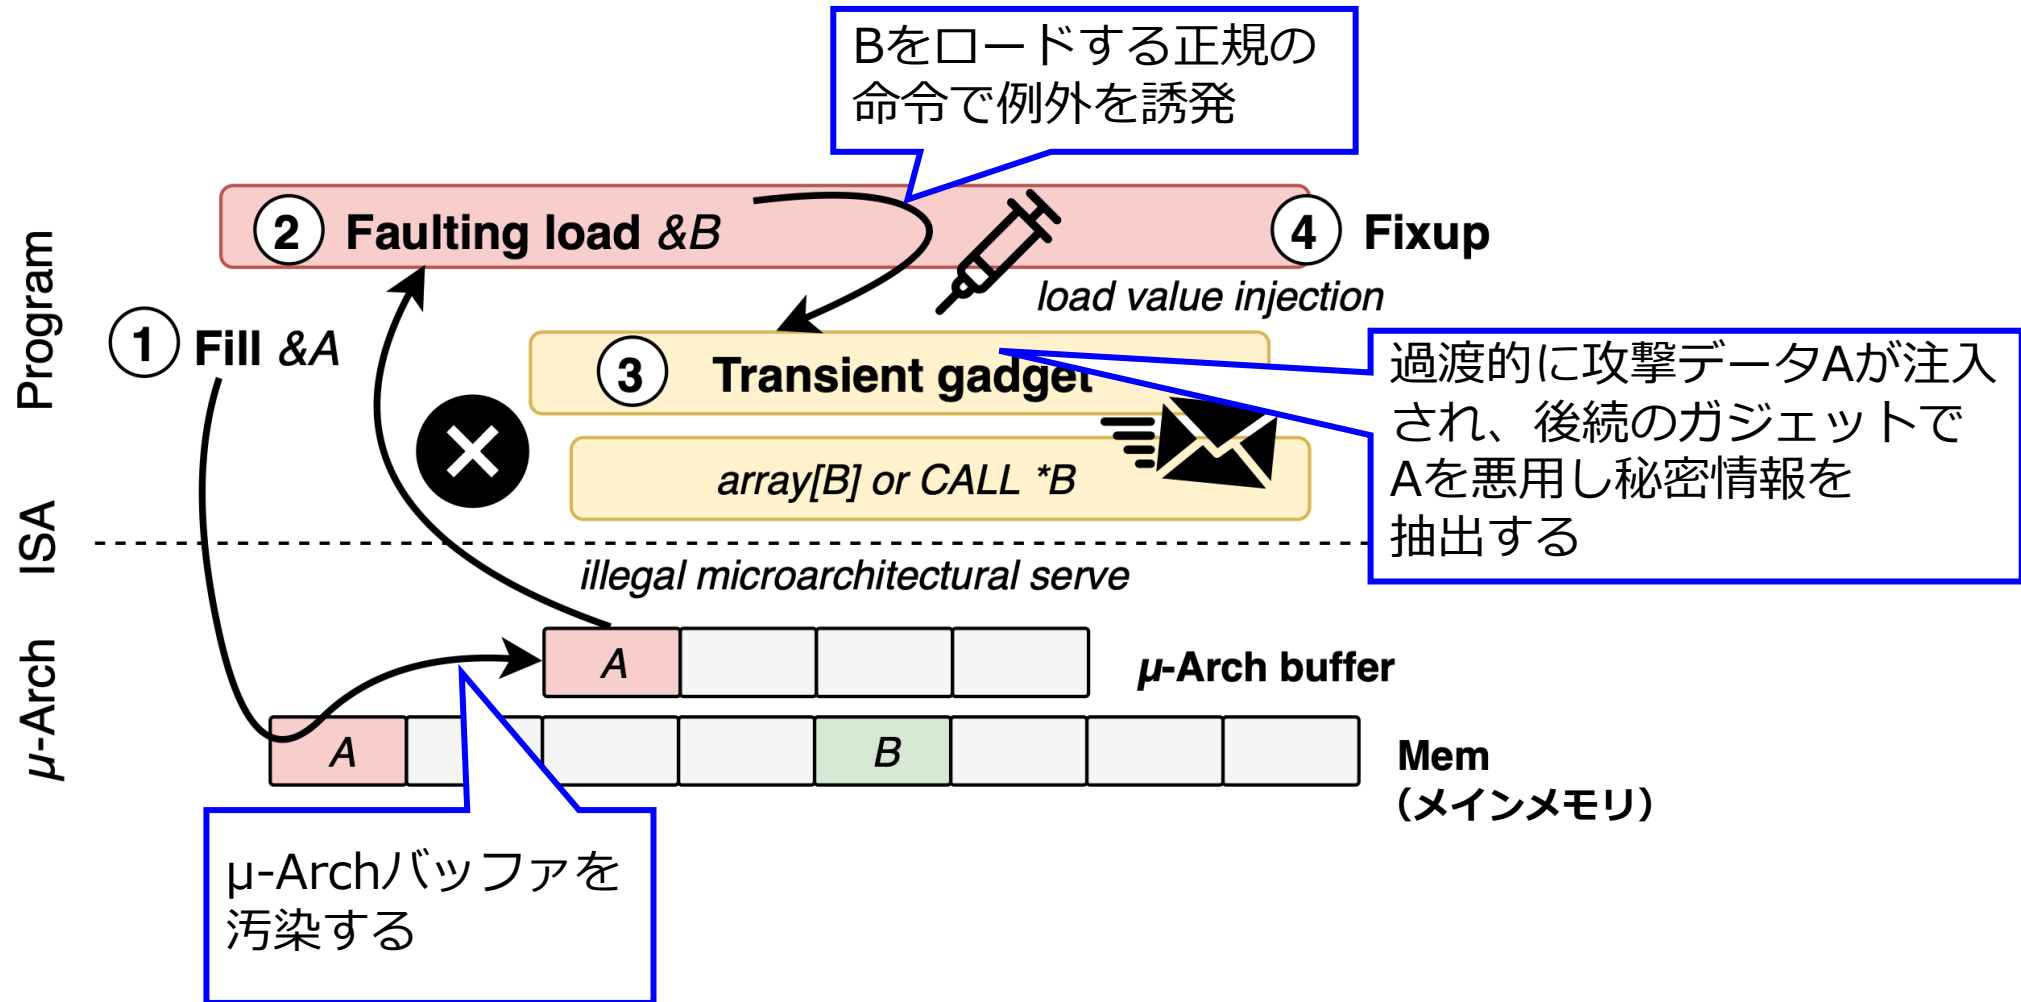 Bをロードする正規の
命令で例外を誘発
② Faulting load &B
④ Fixup
load value injection
① Fill &A
③ Transient gadget
過渡的に攻撃データAが注入
され、後続のガジェットで
Aを悪用し秘密情報を
抽出する
array[B] or CALL *B
Program
ISA
illegal microarchitectural serve
μ-Arch
A
μ-Arch buffer
A
B
Mem
（メインメモリ）
μ-Archバッファを
汚染する